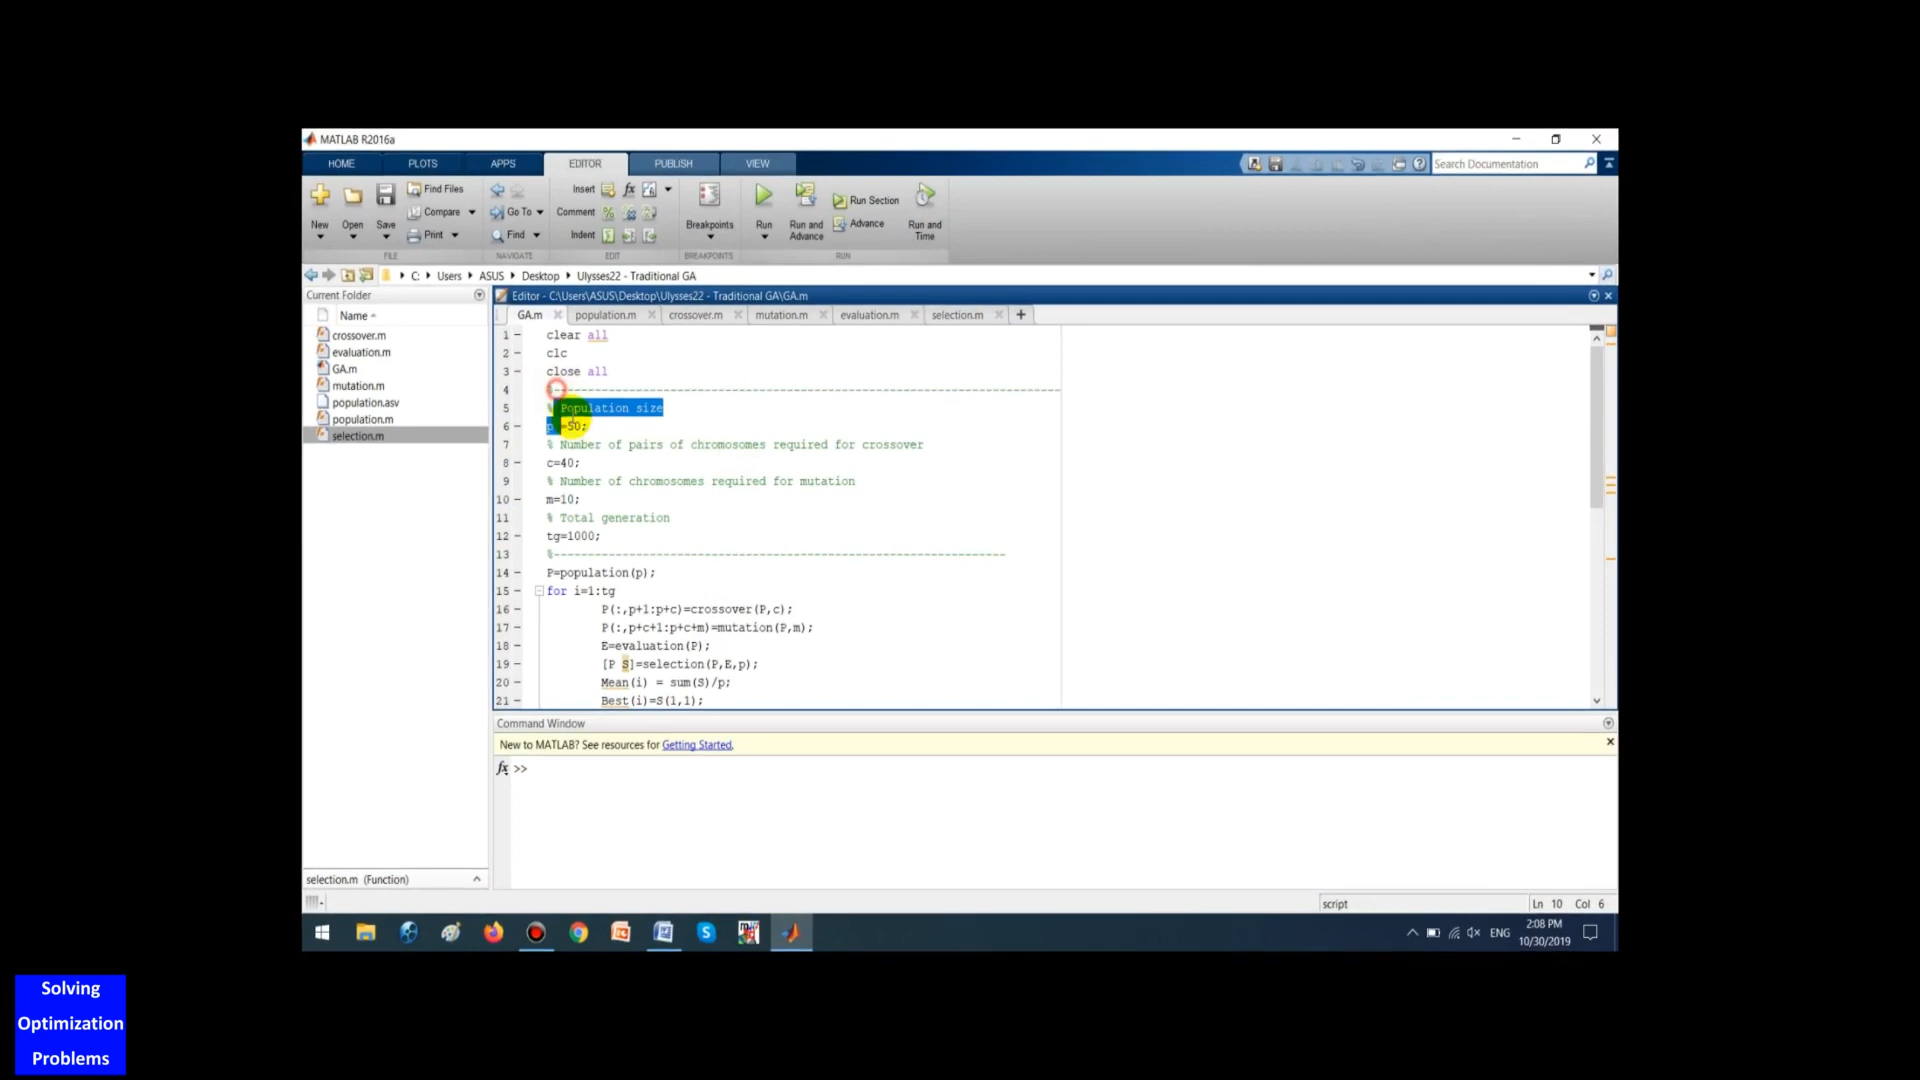 MATLAB R2016a
HOME PLOTS APPS EDITOR PUBLISH VIEW
Search Documentation
New Open Save Find Files Compare Print
Go To Find
Insert Comment Indent
Breakpoints
Run Run and Advance Run Section Advance Run and Time
FILE NAVIGATE EDIT BREAKPOINTS RUN
C: Users ASUS Desktop Ulysses22 - Traditional GA
Current Folder
Name
crossover.m
evaluation.m
GA.m
mutation.m
population.asv
population.m
selection.m
selection.m (Function)
Editor - C:\Users\ASUS\Desktop\Ulysses22 - Traditional GA\GA.m
GA.m population.m crossover.m mutation.m evaluation.m selection.m +
1 clear all
2 clc
3 close all
4 %--------------------------------------------------------------------------
5 % Population size
6 p =50;
7 % Number of pairs of chromosomes required for crossover
8 c=40;
9 % Number of chromosomes required for mutation
10 m=10;
11 % Total generation
12 tg=1000;
13 %------------------------------------------------------------------
14 P=population(p);
15 for i=1:tg
16 P(:,p+1:p+c)=crossover(P,c);
17 P(:,p+c+1:p+c+m)=mutation(P,m);
18 E=evaluation(P);
19 [P S]=selection(P,E,p);
20 Mean(i) = sum(S)/p;
21 Best(i)=S(1,1);
Command Window
New to MATLAB? See resources for Getting Started.
fx >>
script Ln 10 Col 6
ENG
2:08 PM
10/30/2019
Solving
Optimization
Problems